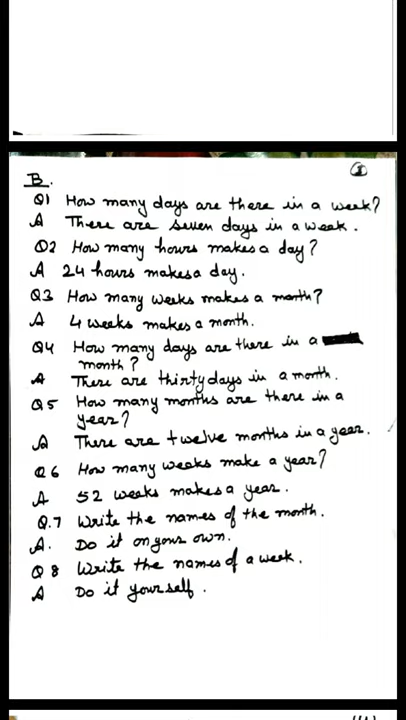 2
B.
Q1 How many days are there in a week?
A There are seven days in a week.
Q2 How many hours makes a day?
A 24 hours makes a day.
Q3 How many weeks makes a month?
A 4 weeks makes a month.
Q4 How many days are there in a
month?
A There are thirty days in a month.
Q5 How many months are there in a
year?
A There are twelve months in a year.
Q6 How many weeks make a year?
A 52 weeks makes a year.
Q.7 Write the names of the month.
A. Do it on your own.
Q8 Write the names of a week.
A Do it yourself.